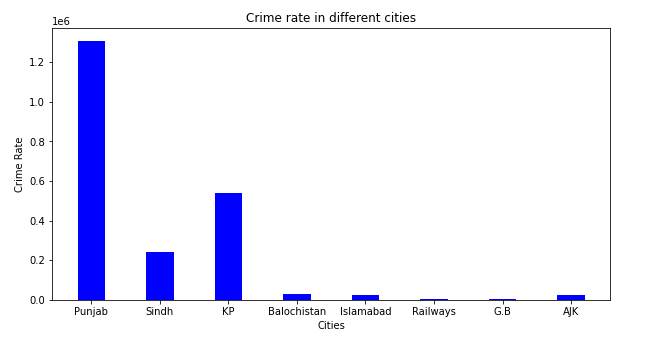 Crime rate in different cities
1e6
1.2
1.0
0.8
0.6
0.4
0.2
0.0
Crime Rate
Punjab Sindh KP Balochistan Islamabad Railways G.B AJK
Cities